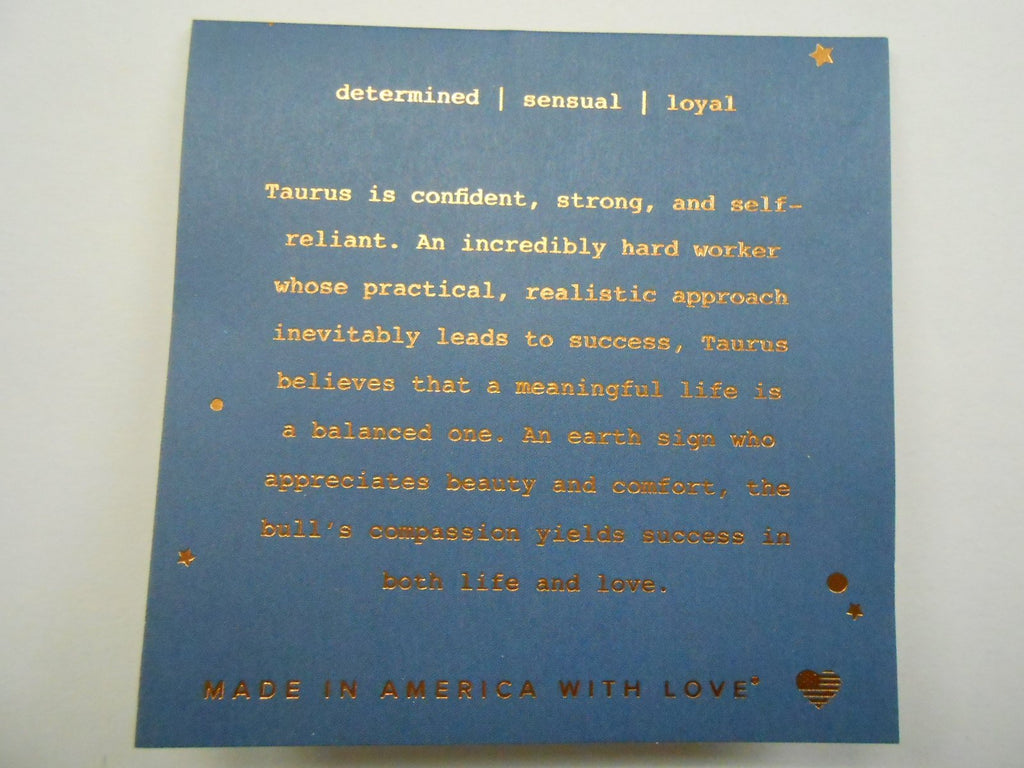 determined | sensual | loyal
Taurus is confident, strong, and self-
reliant. An incredibly hard worker
whose practical, realistic approach
inevitably leads to success, Taurus
believes that a meaningful life is
a balanced one. An earth sign who
appreciates beauty and comfort, the
bull's compassion yields success in
both life and love.
MADE IN AMERICA WITH LOVE